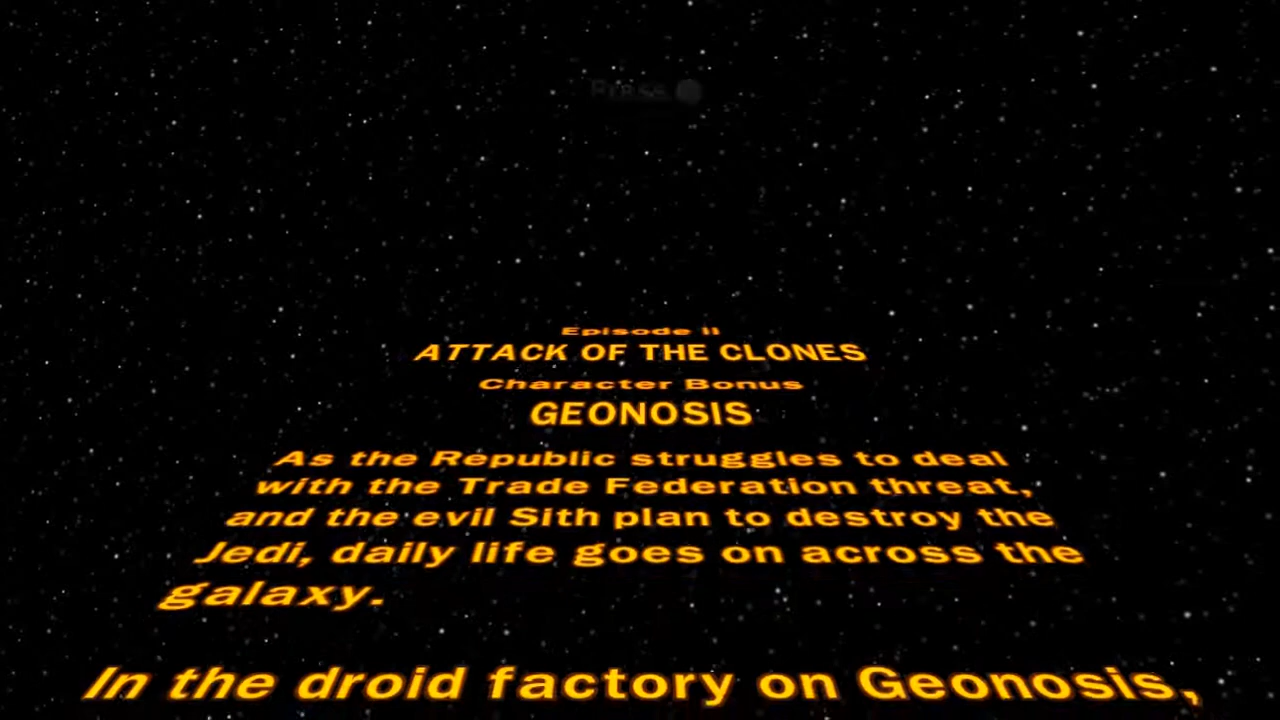 Press
Episode II
ATTACK OF THE CLONES
Character Bonus
GEONOSIS
As the Republic struggles to deal
with the Trade Federation threat,
and the evil Sith plan to destroy the
Jedi, daily life goes on across the
galaxy.
In the droid factory on Geonosis,